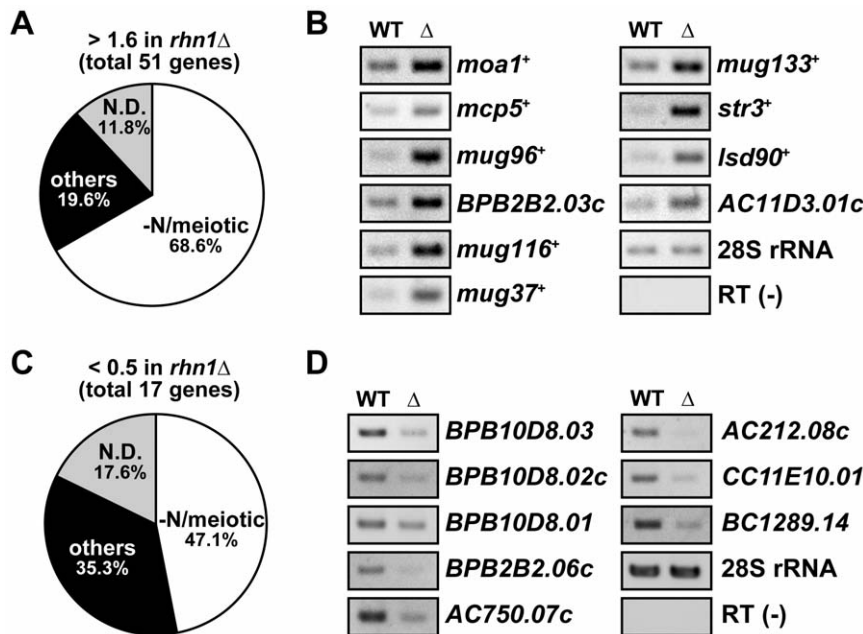 A
> 1.6 in rhn1Δ
(total 51 genes)
N.D.
11.8%
others
19.6%
-N/meiotic
68.6%
B
WT Δ
moa1+
mcp5+
mug96+
BPB2B2.03c
mug116+
mug37+
WT Δ
mug133+
str3+
lsd90+
AC11D3.01c
28S rRNA
RT (-)
C
< 0.5 in rhn1Δ
(total 17 genes)
N.D.
17.6%
-N/meiotic
47.1%
others
35.3%
D
WT Δ
BPB10D8.03
BPB10D8.02c
BPB10D8.01
BPB2B2.06c
AC750.07c
WT Δ
AC212.08c
CC11E10.01
BC1289.14
28S rRNA
RT (-)